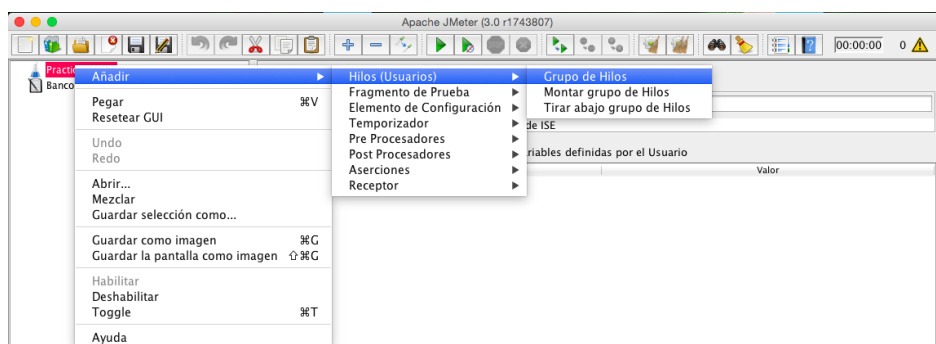 Apache JMeter (3.0 r1743807)
00:00:00 0
Añadir
Hilos (Usuarios)
Grupo de Hilos
Banco
Pegar ⌘V
Fragmento de Prueba
Montar grupo de Hilos
Resetear GUI
Elemento de Configuración
Tirar abajo grupo de Hilos
Temporizador
de ISE
Undo
Pre Procesadores
Redo
Post Procesadores
riables definidas por el Usuario
Aserciones
Valor
Abrir...
Receptor
Mezclar
Guardar selección como...
Guardar como imagen ⌘G
Guardar la pantalla como imagen ⇧⌘G
Habilitar
Deshabilitar
Toggle ⌘T
Ayuda